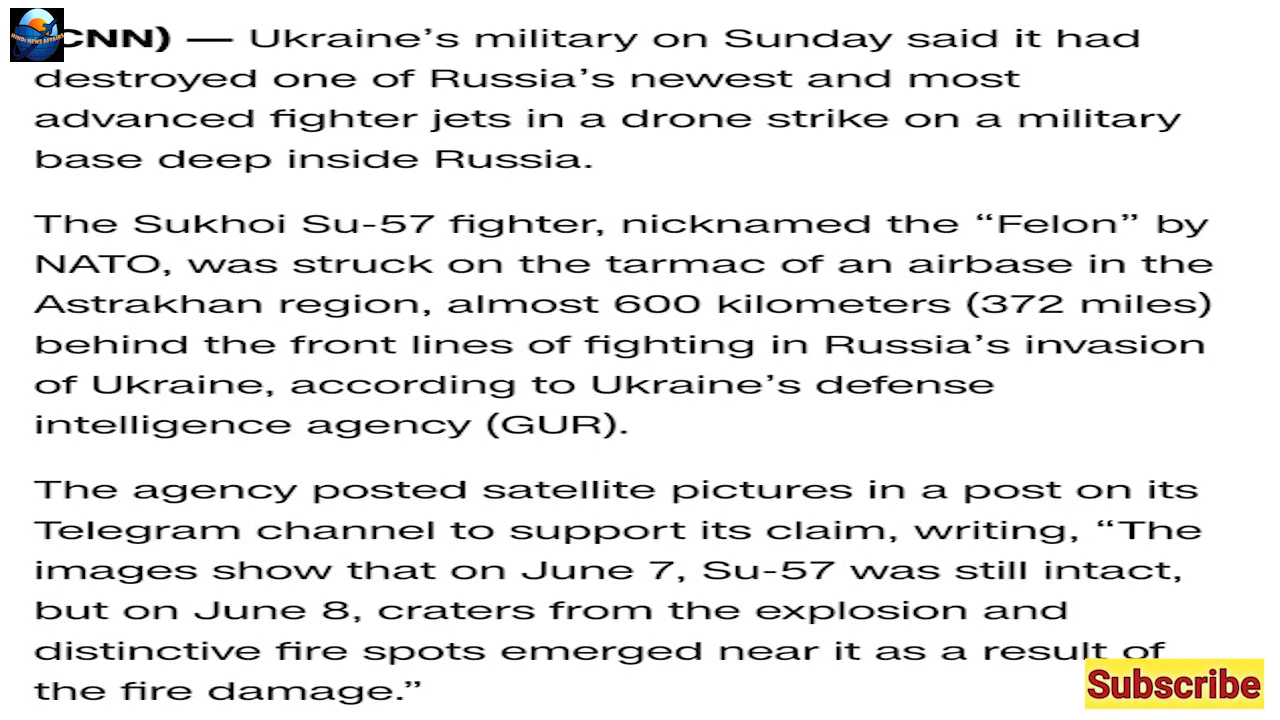 HINDI NEWS AFFAIRS
CNN) — Ukraine’s military on Sunday said it had
destroyed one of Russia’s newest and most
advanced fighter jets in a drone strike on a military
base deep inside Russia.
The Sukhoi Su-57 fighter, nicknamed the “Felon” by
NATO, was struck on the tarmac of an airbase in the
Astrakhan region, almost 600 kilometers (372 miles)
behind the front lines of fighting in Russia’s invasion
of Ukraine, according to Ukraine’s defense
intelligence agency (GUR).
The agency posted satellite pictures in a post on its
Telegram channel to support its claim, writing, “The
images show that on June 7, Su-57 was still intact,
but on June 8, craters from the explosion and
distinctive fire spots emerged near it as a result of
the fire damage.”
Subscribe